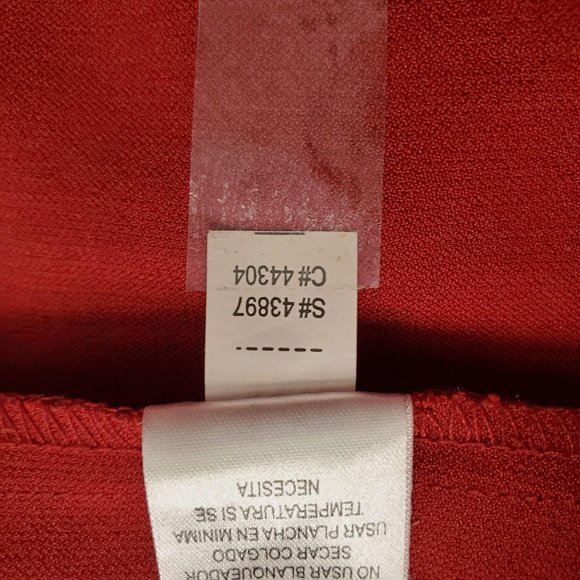 NO USAR BLANQUEADOR
SECAR COLGADO
USAR PLANCHA EN MINIMA
TEMPERATURA SI SE
NECESITA
S# 43897
C# 44304